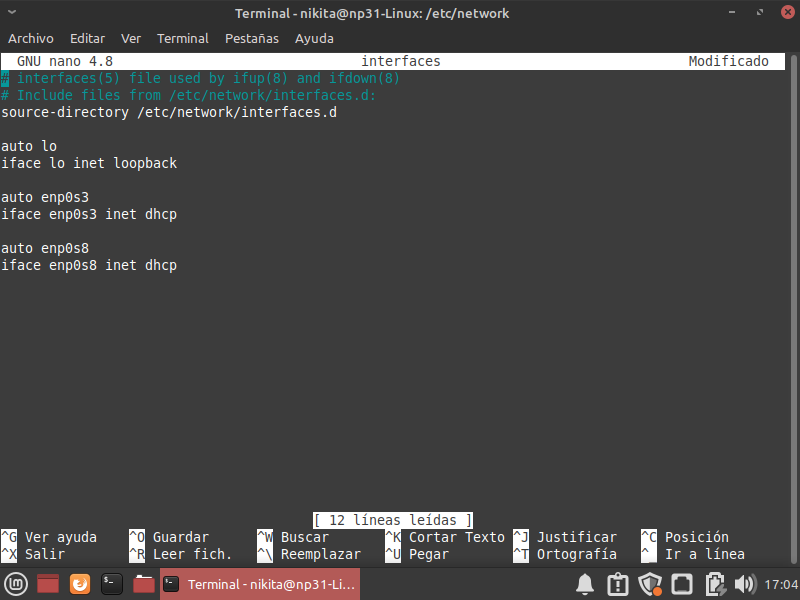 Terminal - nikita@np31-Linux: /etc/network
Archivo Editar Ver Terminal Pestañas Ayuda
GNU nano 4.8 interfaces Modificado
# interfaces(5) file used by ifup(8) and ifdown(8)
# Include files from /etc/network/interfaces.d:
source-directory /etc/network/interfaces.d
auto lo
iface lo inet loopback
auto enp0s3
iface enp0s3 inet dhcp
auto enp0s8
iface enp0s8 inet dhcp
[ 12 líneas leídas ]
^G Ver ayuda ^O Guardar ^W Buscar ^K Cortar Texto ^J Justificar ^C Posición
^X Salir ^R Leer fich. ^\ Reemplazar ^U Pegar ^T Ortografía ^_ Ir a línea
Terminal - nikita@np31-Li... 17:04